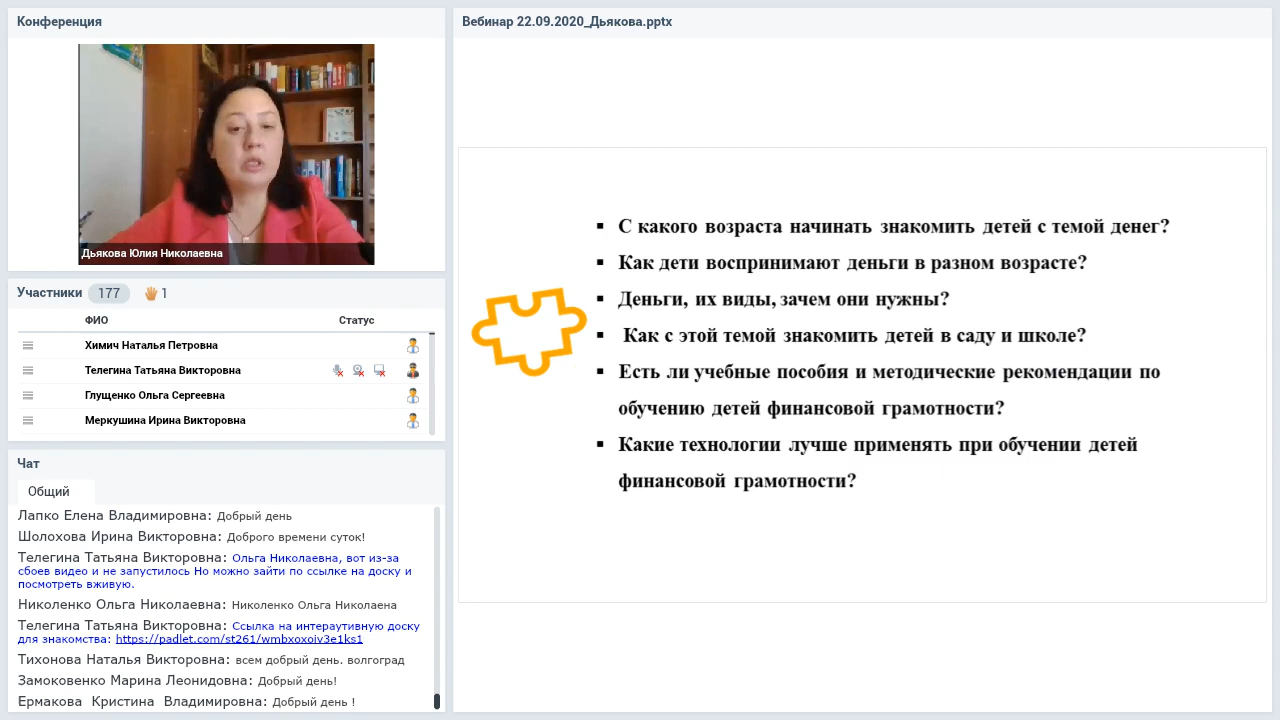 Конференция
Дьякова Юлия Николаевна
Участники 177 1
ФИО Статус
Химич Наталья Петровна
Телегина Татьяна Викторовна
Глущенко Ольга Сергеевна
Меркушина Ирина Викторовна
Чат
Общий
Лапко Елена Владимировна: Добрый день
Шолохова Ирина Викторовна: Доброго времени суток!
Телегина Татьяна Викторовна: Ольга Николаевна, вот из-за
сбоев видео и не запустилось Но можно зайти по ссылке на доску и
посмотреть вживую.
Николенко Ольга Николаевна: Николенко Ольга Николаена
Телегина Татьяна Викторовна: Ссылка на интераутивную доску
для знакомства: https://padlet.com/st261/wmbxoxoiv3e1ks1
Тихонова Наталья Викторовна: всем добрый день. волгоград
Замоковенко Марина Леонидовна: Добрый день!
Ермакова Кристина Владимировна: Добрый день !
Вебинар 22.09.2020_Дьякова.pptx
▪ С какого возраста начинать знакомить детей с темой денег?
▪ Как дети воспринимают деньги в разном возрасте?
▪ Деньги, их виды, зачем они нужны?
▪ Как с этой темой знакомить детей в саду и школе?
▪ Есть ли учебные пособия и методические рекомендации по
обучению детей финансовой грамотности?
▪ Какие технологии лучше применять при обучении детей
финансовой грамотности?